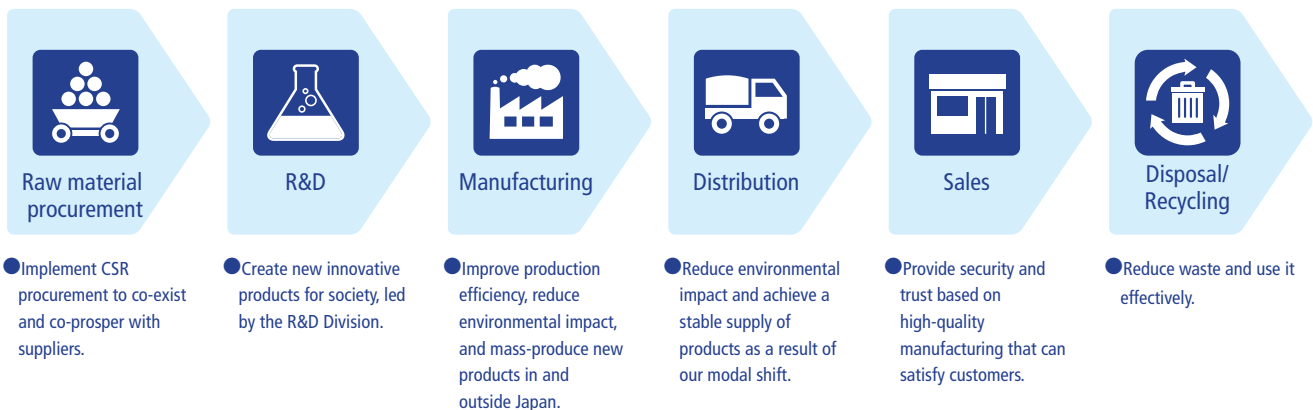 Raw material
procurement
R&D
Manufacturing
Distribution
Sales
Disposal/
Recycling
●Implement CSR
procurement to co-exist
and co-prosper with
suppliers.
●Create new innovative
products for society, led
by the R&D Division.
●Improve production
efficiency, reduce
environmental impact,
and mass-produce new
products in and
outside Japan.
●Reduce environmental
impact and achieve a
stable supply of
products as a result of
our modal shift.
●Provide security and
trust based on
high-quality
manufacturing that can
satisfy customers.
●Reduce waste and use it
effectively.